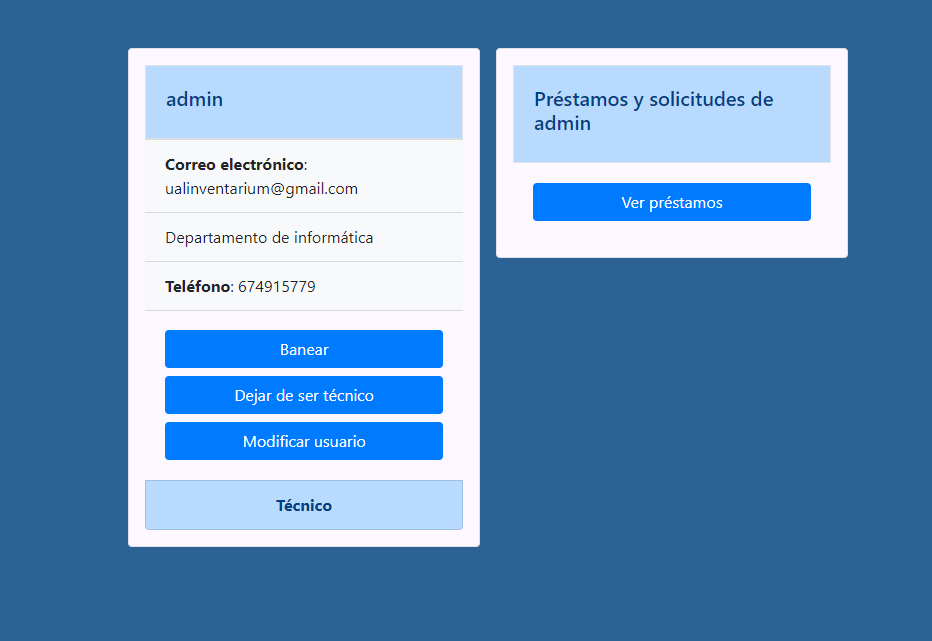 admin
Correo electrónico:
ualinventarium@gmail.com
Departamento de informática
Teléfono: 674915779
Banear
Dejar de ser técnico
Modificar usuario
Técnico
Préstamos y solicitudes de
admin
Ver préstamos